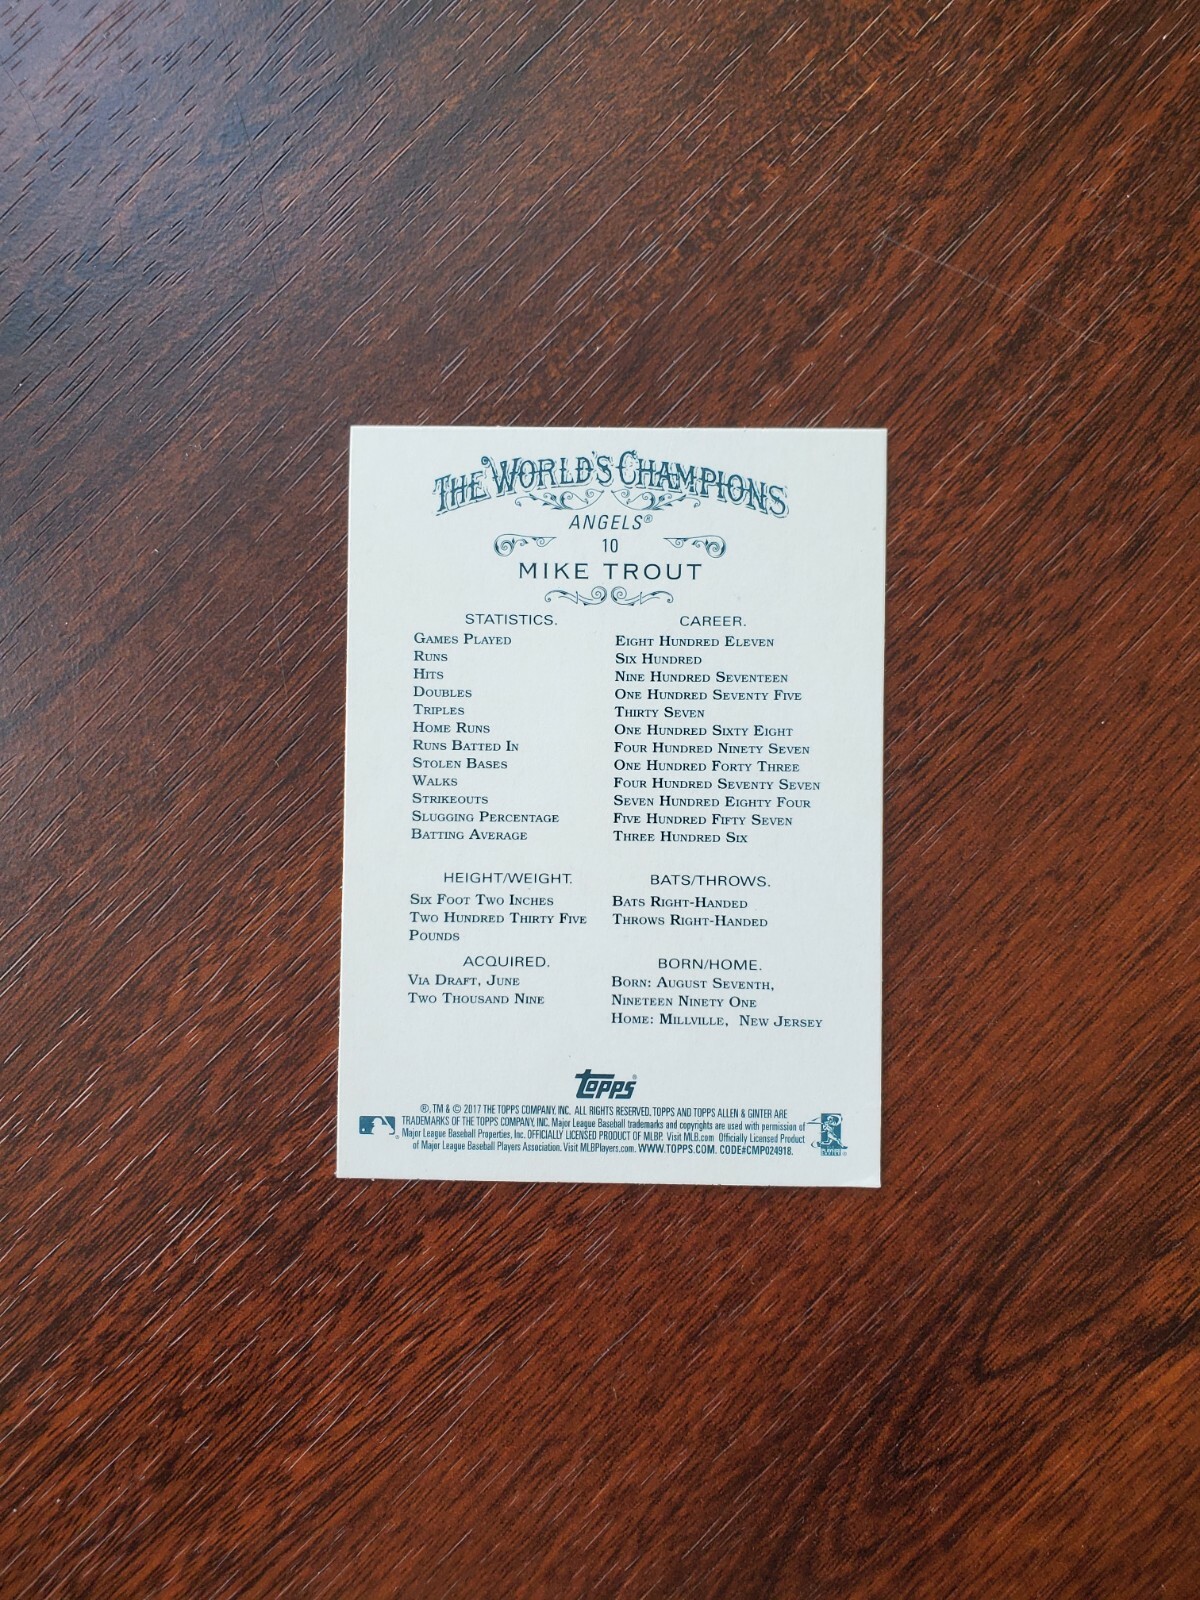 THE WORLD'S CHAMPIONS
ANGELS®
10
MIKE TROUT
STATISTICS. CAREER.
GAMES PLAYED EIGHT HUNDRED ELEVEN
RUNS SIX HUNDRED
HITS NINE HUNDRED SEVENTEEN
DOUBLES ONE HUNDRED SEVENTY FIVE
TRIPLES THIRTY SEVEN
HOME RUNS ONE HUNDRED SIXTY EIGHT
RUNS BATTED IN FOUR HUNDRED NINETY SEVEN
STOLEN BASES ONE HUNDRED FORTY THREE
WALKS FOUR HUNDRED SEVENTY SEVEN
STRIKEOUTS SEVEN HUNDRED EIGHTY FOUR
SLUGGING PERCENTAGE FIVE HUNDRED FIFTY SEVEN
BATTING AVERAGE THREE HUNDRED SIX
HEIGHT/WEIGHT.
SIX FOOT TWO INCHES
TWO HUNDRED THIRTY FIVE
POUNDS
BATS/THROWS.
BATS RIGHT-HANDED
THROWS RIGHT-HANDED
ACQUIRED.
VIA DRAFT, JUNE
TWO THOUSAND NINE
BORN/HOME.
BORN: AUGUST SEVENTH,
NINETEEN NINETY ONE
HOME: MILLVILLE, NEW JERSEY
Topps®
®, TM & © 2017 THE TOPPS COMPANY, INC. ALL RIGHTS RESERVED. TOPPS AND TOPPS ALLEN & GINTER ARE
TRADEMARKS OF THE TOPPS COMPANY, INC. Major League Baseball trademarks and copyrights are used with permission of
Major League Baseball Properties, Inc. OFFICIALLY LICENSED PRODUCT OF MLBP. Visit MLB.com Officially Licensed Product
of Major League Baseball Players Association. Visit MLBPlayers.com. WWW.TOPPS.COM. CODE#CMP024918.